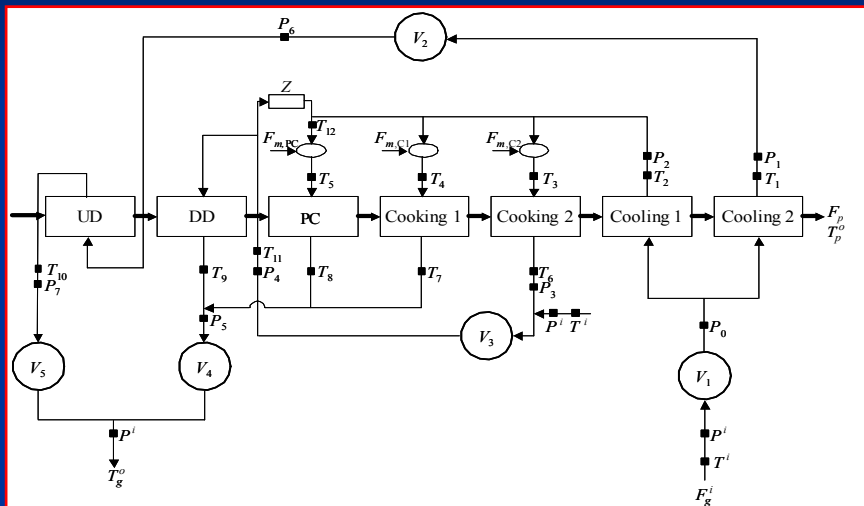 P₆
V₂
Z
T₁₂
Fₘ,PC
Fₘ,C1
Fₘ,C2
P₂
P₁
T₅
T₄
T₃
T₂
T₁
UD
DD
PC
Cooking 1
Cooking 2
Cooling 1
Cooling 2
Fₚ
Tₚᵒ
T₁₁
T₁₀
T₉
P₄
T₈
T₇
T₆
P₇
P₃
P₅
Pⁱ Tⁱ
P₀
V₃
V₅
V₄
V₁
Pⁱ
Pⁱ
Tⁱ
T_gᵒ
F_gⁱ